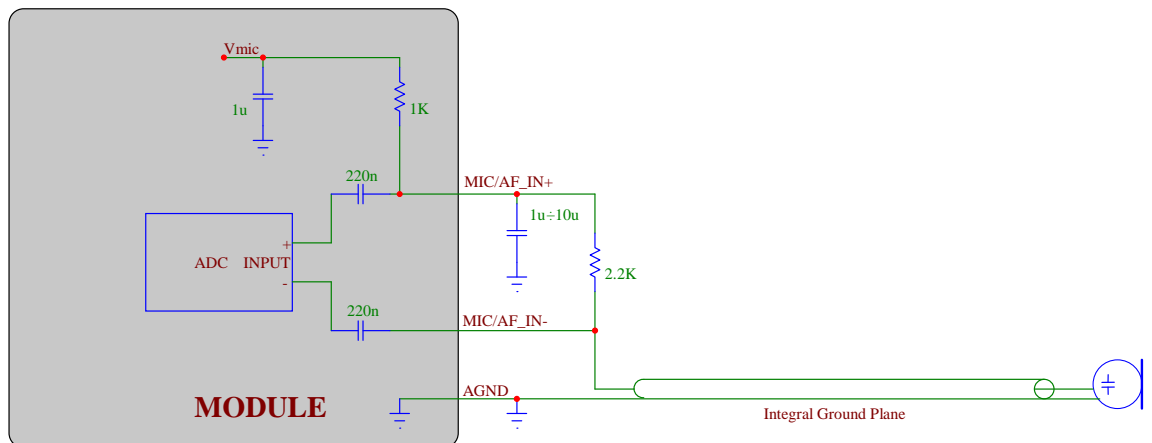 Vmic
1u
1K
220n
MIC/AF_IN+
1u÷10u
+
ADC INPUT
-
2.2K
220n
MIC/AF_IN-
AGND
MODULE
Integral Ground Plane